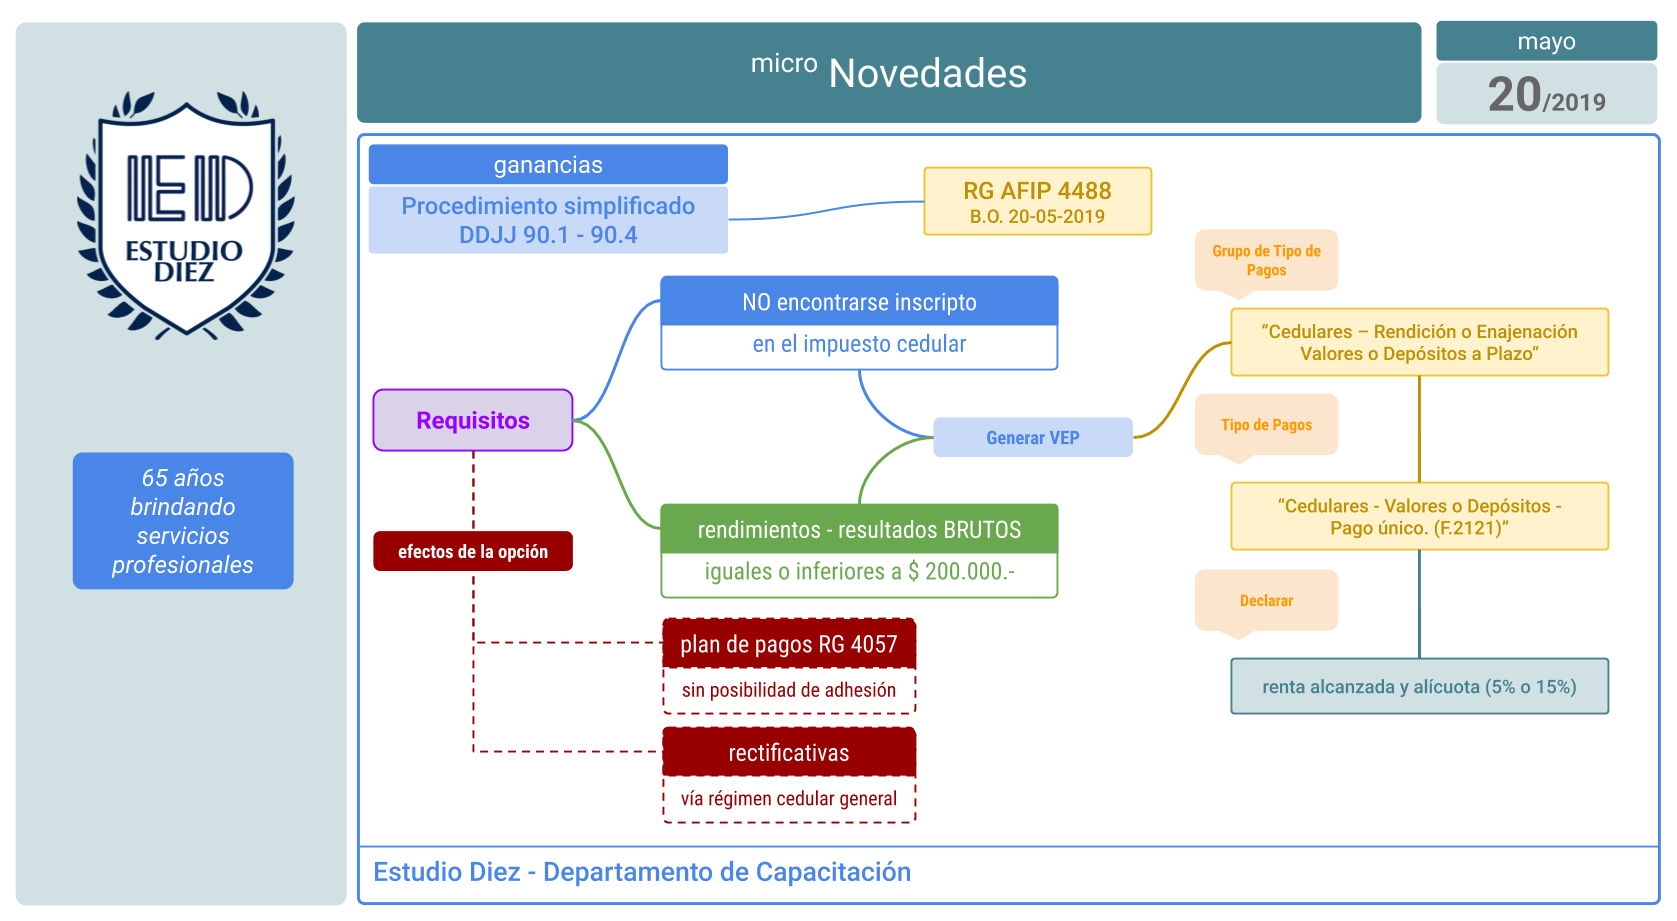 ESTUDIO
DIEZ
65 años
brindando
servicios
profesionales
micro Novedades
mayo
20/2019
ganancias
Procedimiento simplificado
DDJJ 90.1 - 90.4
RG AFIP 4488
B.O. 20-05-2019
Requisitos
NO encontrarse inscripto
en el impuesto cedular
rendimientos - resultados BRUTOS
iguales o inferiores a $ 200.000.-
Generar VEP
Grupo de Tipo de
Pagos
“Cedulares – Rendición o Enajenación
Valores o Depósitos a Plazo”
Tipo de Pagos
“Cedulares - Valores o Depósitos -
Pago único. (F.2121)”
Declarar
renta alcanzada y alícuota (5% o 15%)
efectos de la opción
plan de pagos RG 4057
sin posibilidad de adhesión
rectificativas
vía régimen cedular general
Estudio Diez - Departamento de Capacitación